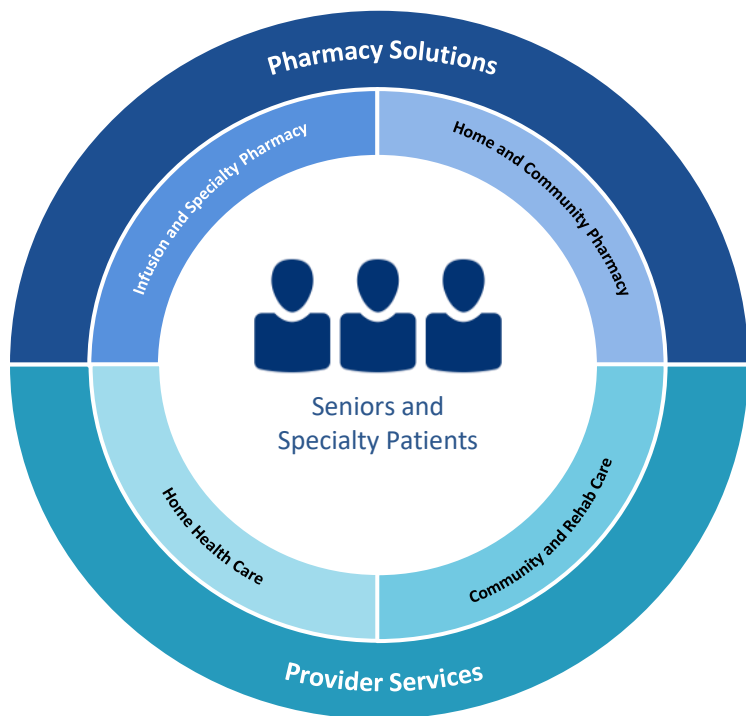 Pharmacy Solutions
Infusion and Specialty Pharmacy
Home and Community Pharmacy
Seniors and
Specialty Patients
Home Health Care
Community and Rehab Care
Provider Services